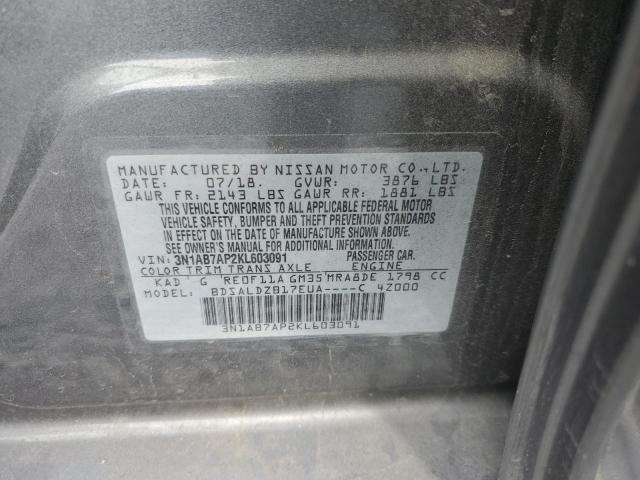 MANUFACTURED BY NISSAN MOTOR CO., LTD.
DATE: 07/18. GVWR: 3876 LBS
GAWR FR: 2143 LBS GAWR RR: 1881 LBS
THIS VEHICLE CONFORMS TO ALL APPLICABLE FEDERAL MOTOR
VEHICLE SAFETY, BUMPER AND THEFT PREVENTION STANDARDS
IN EFFECT ON THE DATE OF MANUFACTURE SHOWN ABOVE.
SEE OWNER'S MANUAL FOR ADDITIONAL INFORMATION
VIN: 3N1AB7AP2KL603091 PASSENGER CAR.
COLOR TRIM TRANS AXLE ENGINE
KAD G RE0F11A GM35 MRA8DE 1798 CC
MODEL: BDSALDZB17EUA----C 4Z000
3N1AB7AP2KL603091